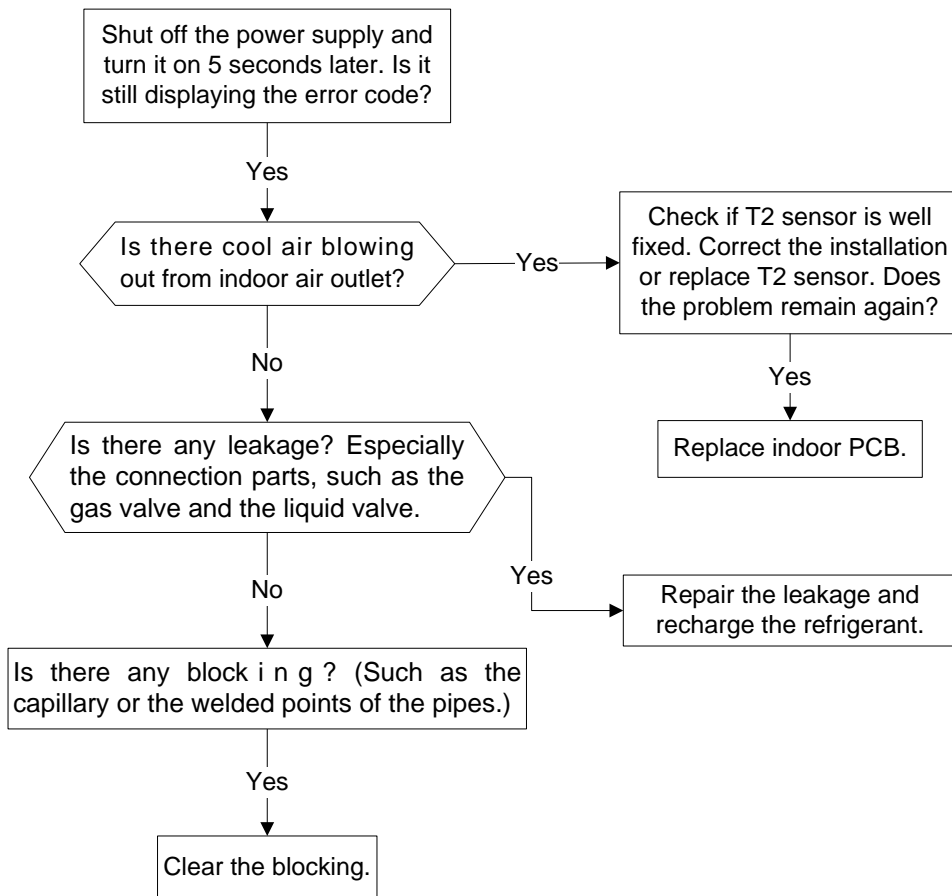 Shut off the power supply and
turn it on 5 seconds later. Is it
still displaying the error code?
Yes
Is there cool air blowing
out from indoor air outlet?
Yes
Check if T2 sensor is well
fixed. Correct the installation
or replace T2 sensor. Does
the problem remain again?
No
Yes
Replace indoor PCB.
Is there any leakage? Especially
the connection parts, such as the
gas valve and the liquid valve.
No
Yes
Repair the leakage and
recharge the refrigerant.
Is there any block i n g ? (Such as the
capillary or the welded points of the pipes.)
Yes
Clear the blocking.